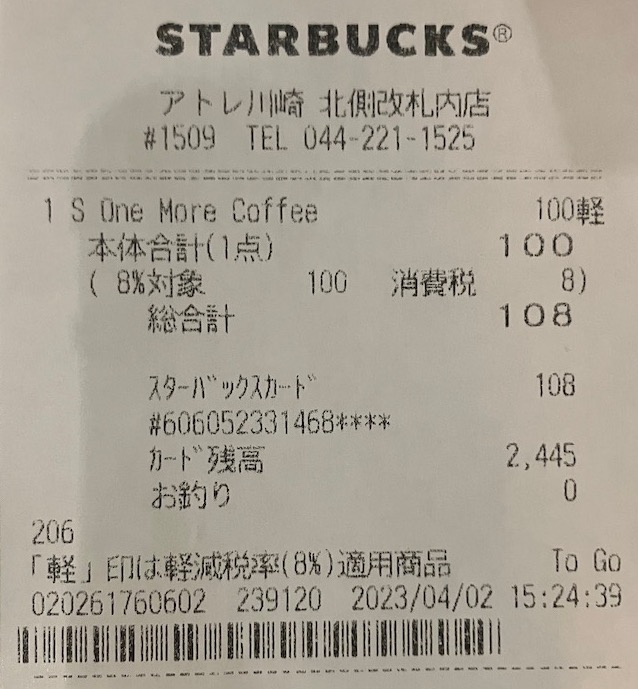 STARBUCKS®
アトレ川崎 北側改札内店
#1509 TEL 044-221-1525
1 S One More Coffee 100軽
本体合計(1点) 100
( 8%対象 100 消費税 8)
総合計 108
スターバックスカード 108
#606052331468****
カード残高 2,445
お釣り 0
206
「軽」印は軽減税率(8%)適用商品 To Go
020261760602 239120 2023/04/02 15:24:39